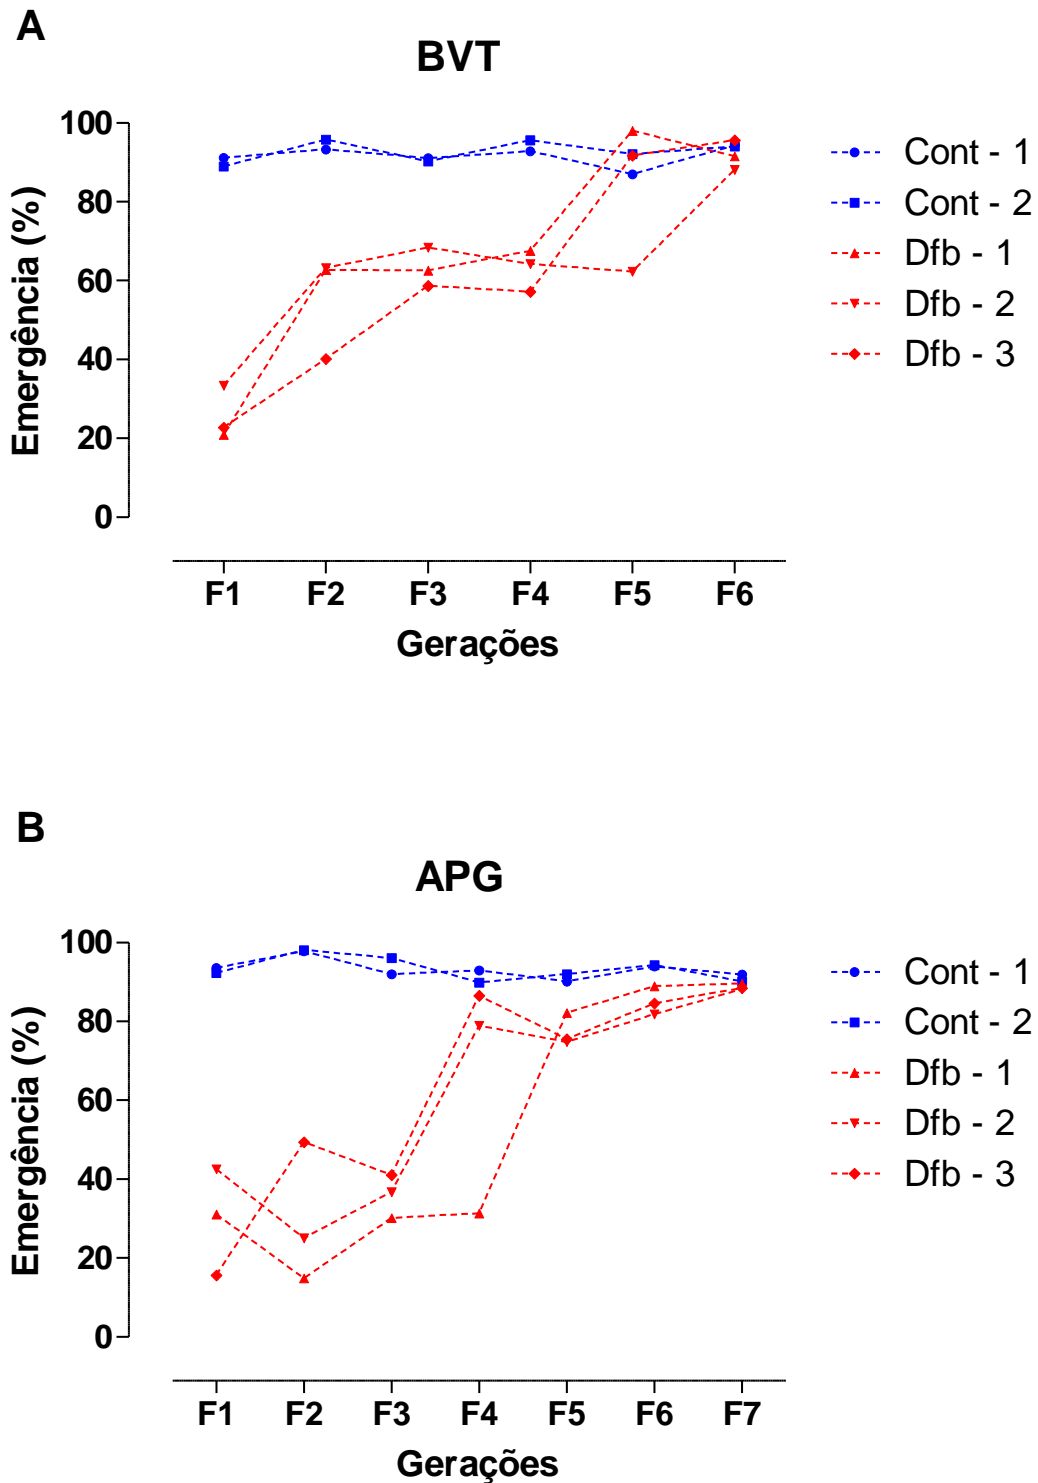 A
BVT
Emergência (%)
100
80
60
40
20
0
F1 F2 F3 F4 F5 F6
Gerações
Cont - 1
Cont - 2
Dfb - 1
Dfb - 2
Dfb - 3
B
APG
Emergência (%)
100
80
60
40
20
0
F1 F2 F3 F4 F5 F6 F7
Gerações
Cont - 1
Cont - 2
Dfb - 1
Dfb - 2
Dfb - 3